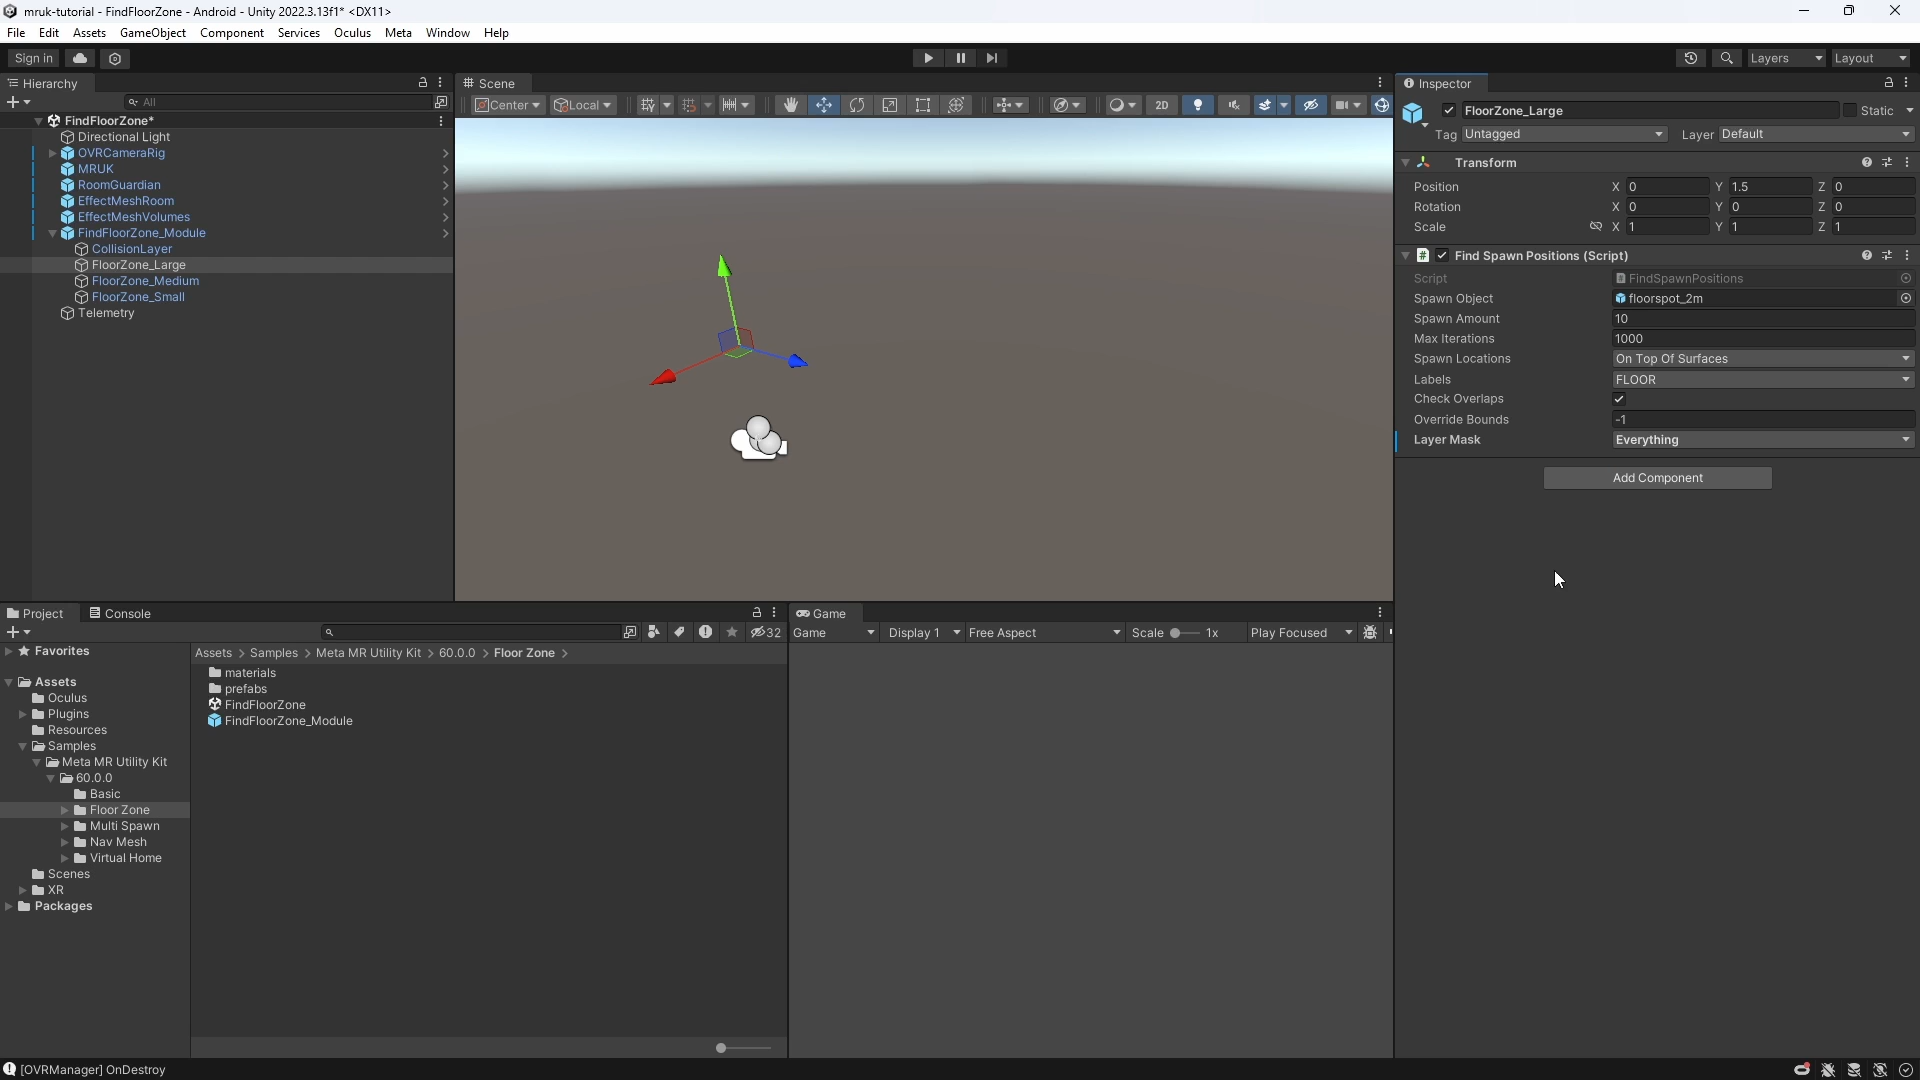 mruk-tutorial - FindFloorZone - Android - Unity 2022.3.13f1* <DX11>
File Edit Assets GameObject Component Services Oculus Meta Window Help
Sign in
Layers
Layout
Hierarchy
All
FindFloorZone*
Directional Light
OVRCameraRig
MRUK
RoomGuardian
EffectMeshRoom
EffectMeshVolumes
FindFloorZone_Module
CollisionLayer
FloorZone_Large
FloorZone_Medium
FloorZone_Small
Telemetry
Scene
Center
Local
2D
Inspector
FloorZone_Large
Static
Tag Untagged
Layer Default
Transform
Position X 0 Y 1.5 Z 0
Rotation X 0 Y 0 Z 0
Scale X 1 Y 1 Z 1
# Find Spawn Positions (Script)
Script FindSpawnPositions
Spawn Object floorspot_2m
Spawn Amount 10
Max Iterations 1000
Spawn Locations On Top Of Surfaces
Labels FLOOR
Check Overlaps
Override Bounds -1
Layer Mask Everything
Add Component
Project
Console
32
Favorites
Assets
Oculus
Plugins
Resources
Samples
Meta MR Utility Kit
60.0.0
Basic
Floor Zone
Multi Spawn
Nav Mesh
Virtual Home
Scenes
XR
Packages
Assets > Samples > Meta MR Utility Kit > 60.0.0 > Floor Zone >
materials
prefabs
FindFloorZone
FindFloorZone_Module
Game
Game
Display 1
Free Aspect
Scale 1x
Play Focused
[OVRManager] OnDestroy